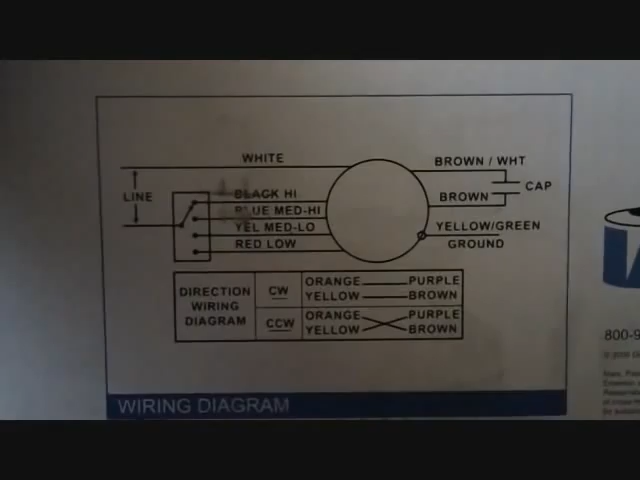 WHITE
BROWN / WHT
LINE
BLACK HI
BROWN
CAP
BLUE MED-HI
YEL MED-LO
YELLOW/GREEN
RED LOW
GROUND
DIRECTION
WIRING
DIAGRAM
CW
ORANGE PURPLE
YELLOW BROWN
CCW
ORANGE PURPLE
YELLOW BROWN
WIRING DIAGRAM
800-9